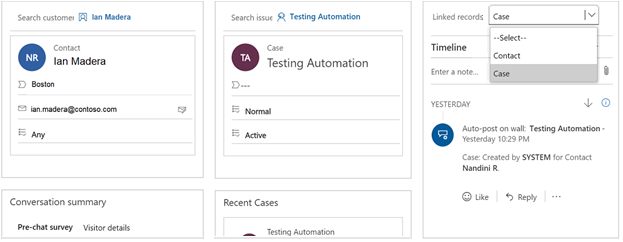 Search customer Ian Madera
NR
Contact
Ian Madera
Boston
ian.madera@contoso.com
Any
Conversation summary
Pre-chat survey Visitor details
Search issue Testing Automation
TA
Case
Testing Automation
---
Normal
Active
Recent Cases
Testing Automation
Linked records Case
--Select--
Contact
Case
Timeline
Enter a note...
YESTERDAY
Auto-post on wall: Testing Automation -
Yesterday 10:29 PM
Case: Created by SYSTEM for Contact
Nandini R.
Like Reply ...